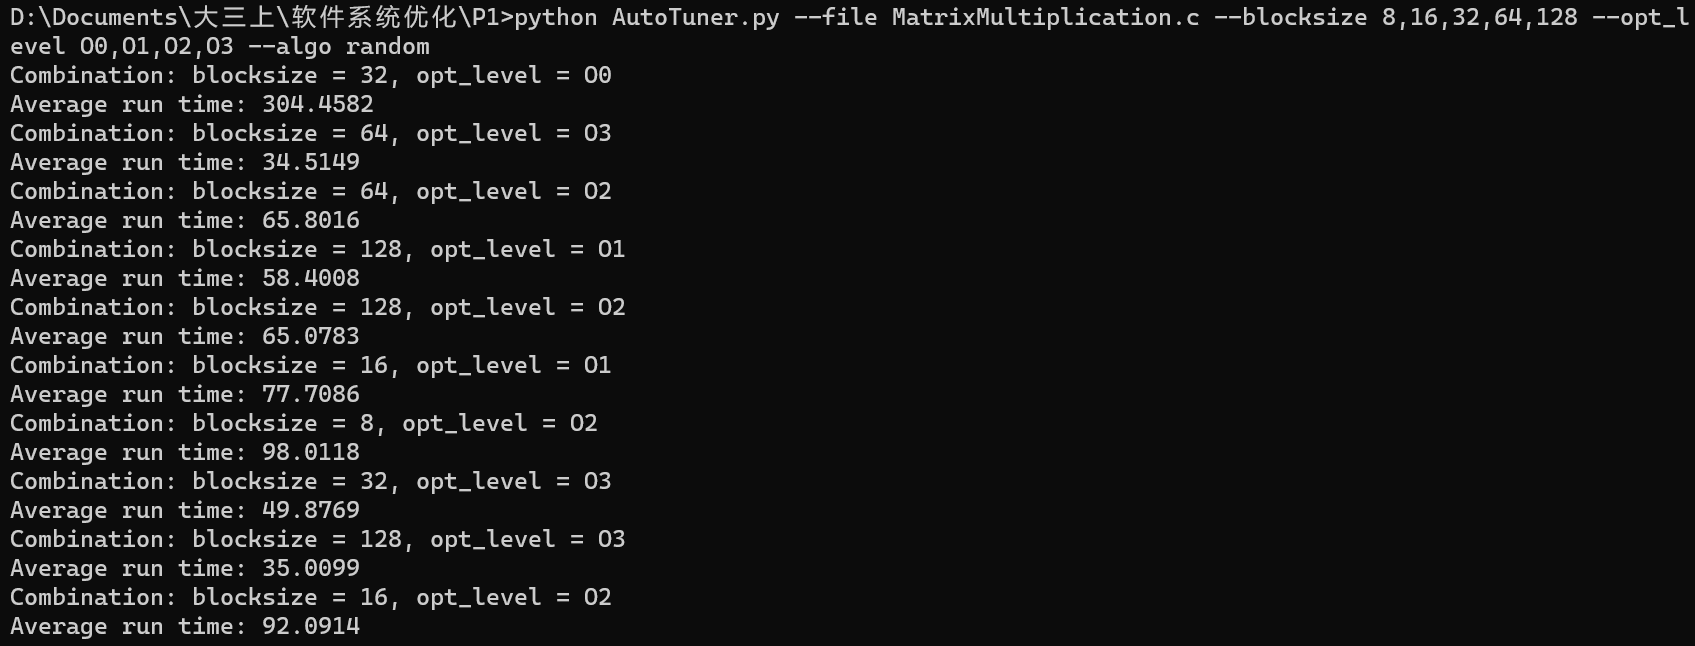 D:\Documents\大三上\软件系统优化\P1>python AutoTuner.py --file MatrixMultiplication.c --blocksize 8,16,32,64,128 --opt_l
evel O0,O1,O2,O3 --algo random
Combination: blocksize = 32, opt_level = O0
Average run time: 304.4582
Combination: blocksize = 64, opt_level = O3
Average run time: 34.5149
Combination: blocksize = 64, opt_level = O2
Average run time: 65.8016
Combination: blocksize = 128, opt_level = O1
Average run time: 58.4008
Combination: blocksize = 128, opt_level = O2
Average run time: 65.0783
Combination: blocksize = 16, opt_level = O1
Average run time: 77.7086
Combination: blocksize = 8, opt_level = O2
Average run time: 98.0118
Combination: blocksize = 32, opt_level = O3
Average run time: 49.8769
Combination: blocksize = 128, opt_level = O3
Average run time: 35.0099
Combination: blocksize = 16, opt_level = O2
Average run time: 92.0914